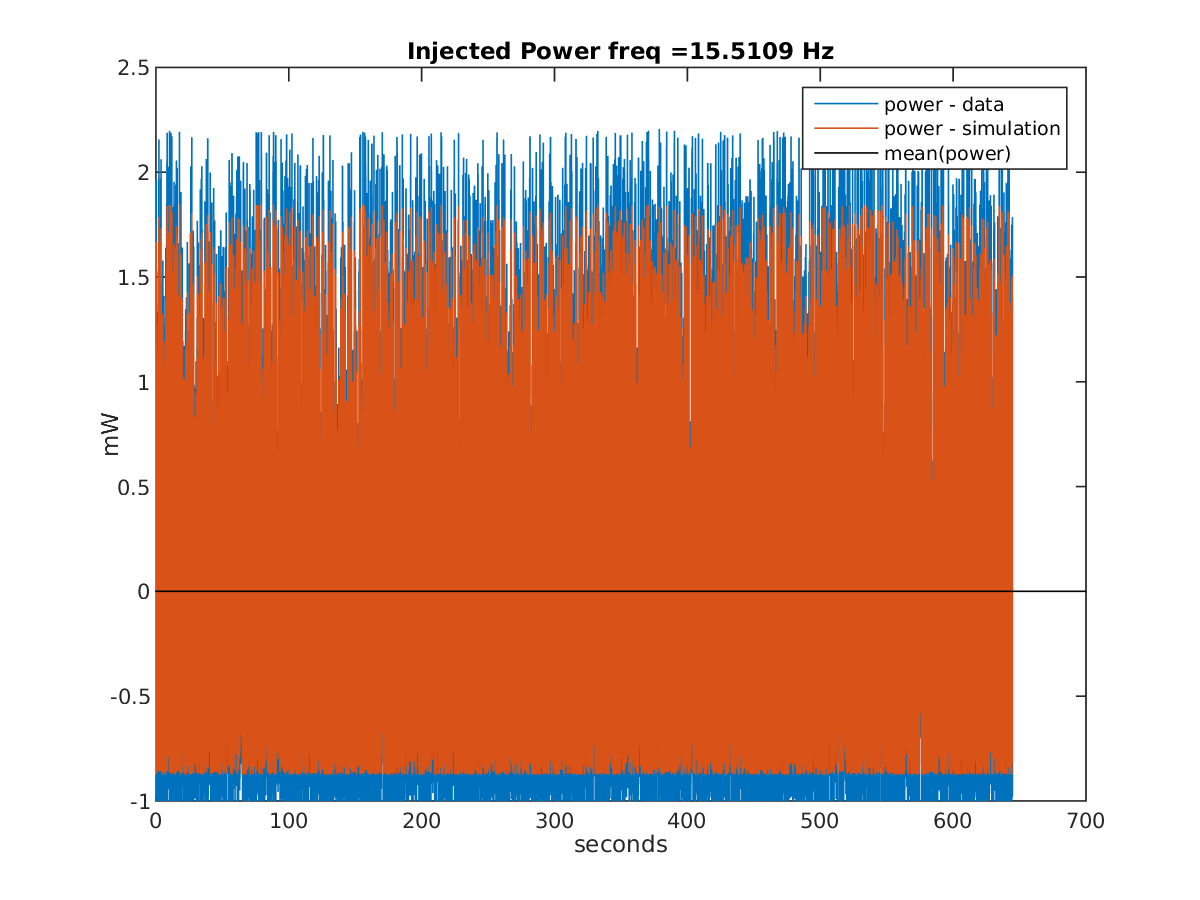 Injected Power freq =15.5109 Hz
2.5
power - data
power - simulation
mean(power)
2
1.5
1
mW
0.5
0
-0.5
-1
0 100 200 300 400 500 600 700
seconds